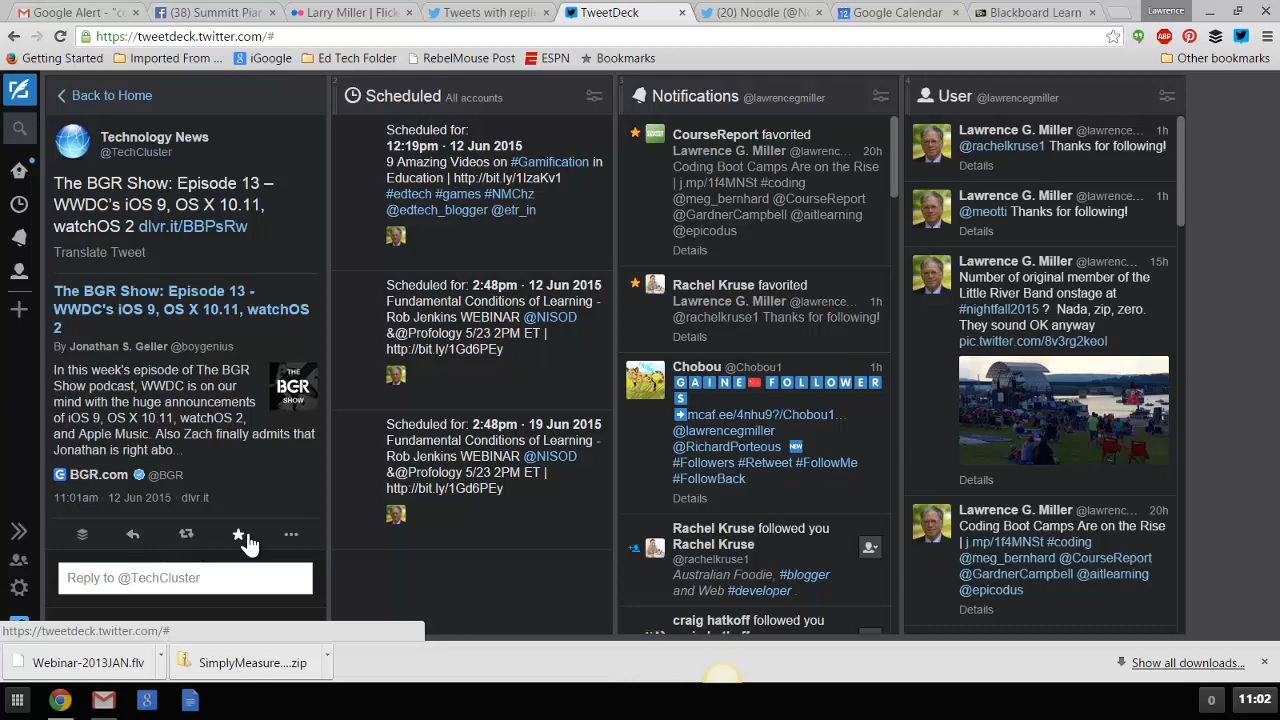 Google Alert - "co
(38) Summitt Piar
Larry Miller | Flick
Tweets with replie
TweetDeck
(20) Noodle (@No
Google Calendar
Blackboard Learn
Lawrence
https://tweetdeck.twitter.com/#
Getting Started
Imported From ...
iGoogle
Ed Tech Folder
RebelMouse Post
ESPN
Bookmarks
Other bookmarks
Back to Home
Technology News
@TechCluster
The BGR Show: Episode 13 –
WWDC's iOS 9, OS X 10.11,
watchOS 2 dlvr.it/BBPsRw
Translate Tweet
The BGR Show: Episode 13 -
WWDC's iOS 9, OS X 10.11, watchOS
2
By Jonathan S. Geller @boygenius
In this week's episode of The BGR
Show podcast, WWDC is on our
mind with the huge announcements
of iOS 9, OS X 10.11, watchOS 2,
and Apple Music. Also Zach finally admits that
Jonathan is right abo...
THE
BGR
SHOW
BGR.com @BGR
11:01am · 12 Jun 2015 · dlvr.it
Reply to @TechCluster
https://tweetdeck.twitter.com/#
2
Scheduled All accounts
Scheduled for:
12:19pm · 12 Jun 2015
9 Amazing Videos on #Gamification in
Education | http://bit.ly/1IzaKv1
#edtech #games #NMChz
@edtech_blogger @etr_in
Scheduled for: 2:48pm · 12 Jun 2015
Fundamental Conditions of Learning -
Rob Jenkins WEBINAR @NISOD
&@Profology 5/23 2PM ET |
http://bit.ly/1Gd6PEy
Scheduled for: 2:48pm · 19 Jun 2015
Fundamental Conditions of Learning -
Rob Jenkins WEBINAR @NISOD
&@Profology 5/23 2PM ET |
http://bit.ly/1Gd6PEy
3
Notifications @lawrencegmiller
CourseReport favorited
Lawrence G. Miller @lawrenc... 20h
Coding Boot Camps Are on the Rise
| j.mp/1f4MNSt #coding
@meg_bernhard @CourseReport
@GardnerCampbell @aitlearning
@epicodus
Details
Rachel Kruse favorited
Lawrence G. Miller @lawrence... 1h
@rachelkruse1 Thanks for following!
Details
Chobou @Chobou1 1h
G A I N E FOLLOWER
S
mcaf.ee/4nhu9?/Chobou1...
@lawrencegmiller
@RichardPorteous NEW
#Followers #Retweet #FollowMe
#FollowBack
Details
Rachel Kruse followed you
Rachel Kruse
@rachelkruse1
Australian Foodie, #blogger
and Web #developer .
craig hatkoff followed you
4
User @lawrencegmiller
Lawrence G. Miller @lawrence... 1h
@rachelkruse1 Thanks for following!
Details
Lawrence G. Miller @lawrence... 1h
@meotti Thanks for following!
Details
Lawrence G. Miller @lawrenc... 15h
Number of original member of the
Little River Band onstage at
#nightfall2015 ? Nada, zip, zero.
They sound OK anyway
pic.twitter.com/8v3rg2keoI
Details
Lawrence G. Miller @lawrenc... 20h
Coding Boot Camps Are on the Rise
| j.mp/1f4MNSt #coding
@meg_bernhard @CourseReport
@GardnerCampbell @aitlearning
@epicodus
Details
Webinar-2013JAN.flv
SimplyMeasure....zip
Show all downloads...
0
11:02